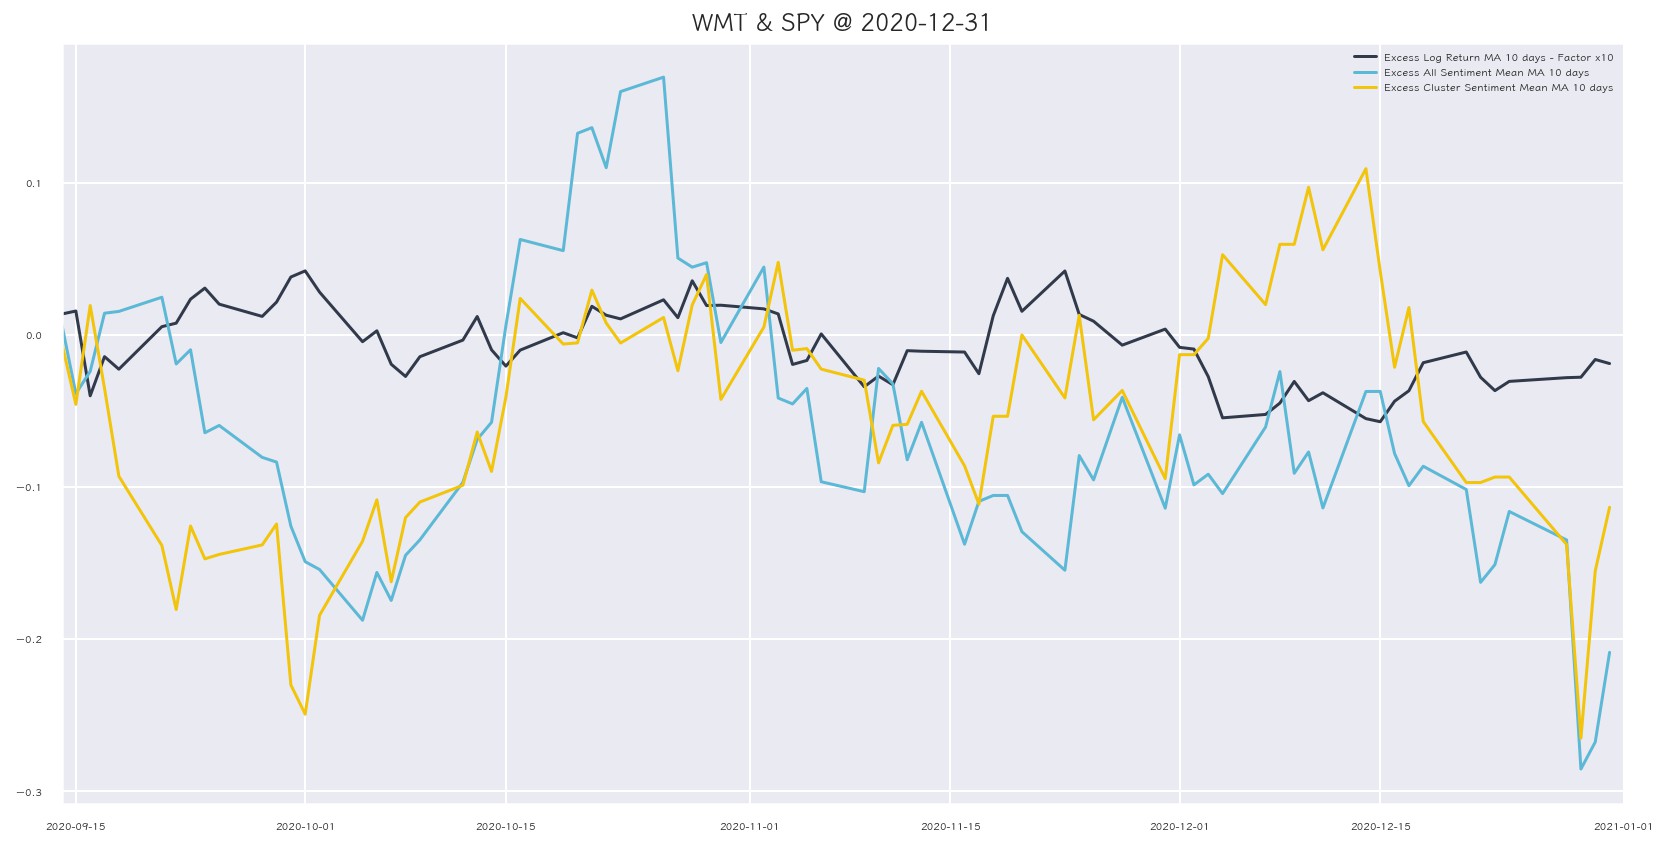 WMT & SPY @ 2020-12-31
Excess Log Return MA 10 days - Factor x10
Excess All Sentiment Mean MA 10 days
Excess Cluster Sentiment Mean MA 10 days
0.1
0.0
−0.1
−0.2
−0.3
2020-09-15 2020-10-01 2020-10-15 2020-11-01 2020-11-15 2020-12-01 2020-12-15 2021-01-01